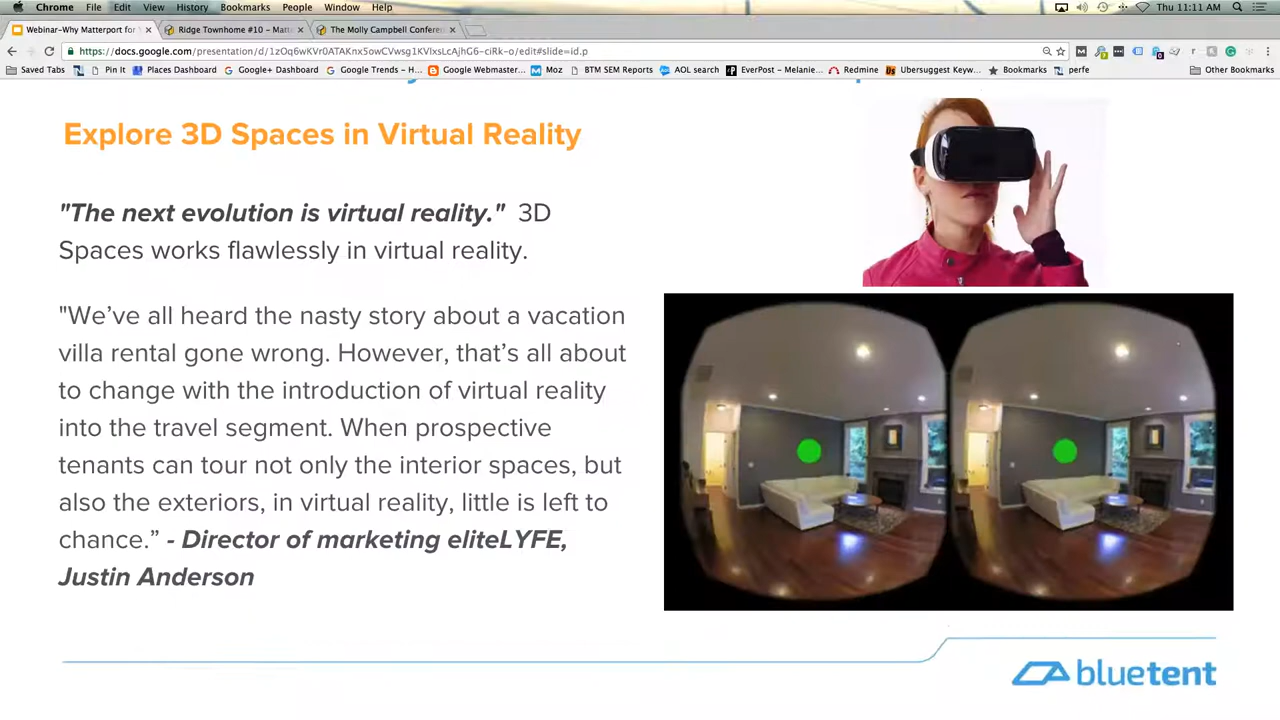 Chrome File Edit View History Bookmarks People Window Help Thu 11:11 AM
Webinar–Why Matterport for Ridge Townhome #10 – Matt The Molly Campbell Conferenc
https://docs.google.com/presentation/d/1zOq6wKVr0ATAKnx5owCVwsg1KVlxsLcAjhG6-ciRk-o/edit#slide=id.p
Saved Tabs Pin It Places Dashboard Google+ Dashboard Google Trends - H... Google Webmaster... Moz BTM SEM Reports AOL search EverPost – Melanie... Redmine Ubersuggest Keyw... Bookmarks perfe Other Bookmarks
Explore 3D Spaces in Virtual Reality
"The next evolution is virtual reality." 3D
Spaces works flawlessly in virtual reality.
"We’ve all heard the nasty story about a vacation
villa rental gone wrong. However, that’s all about
to change with the introduction of virtual reality
into the travel segment. When prospective
tenants can tour not only the interior spaces, but
also the exteriors, in virtual reality, little is left to
chance.” - Director of marketing eliteLYFE,
Justin Anderson
bluetent